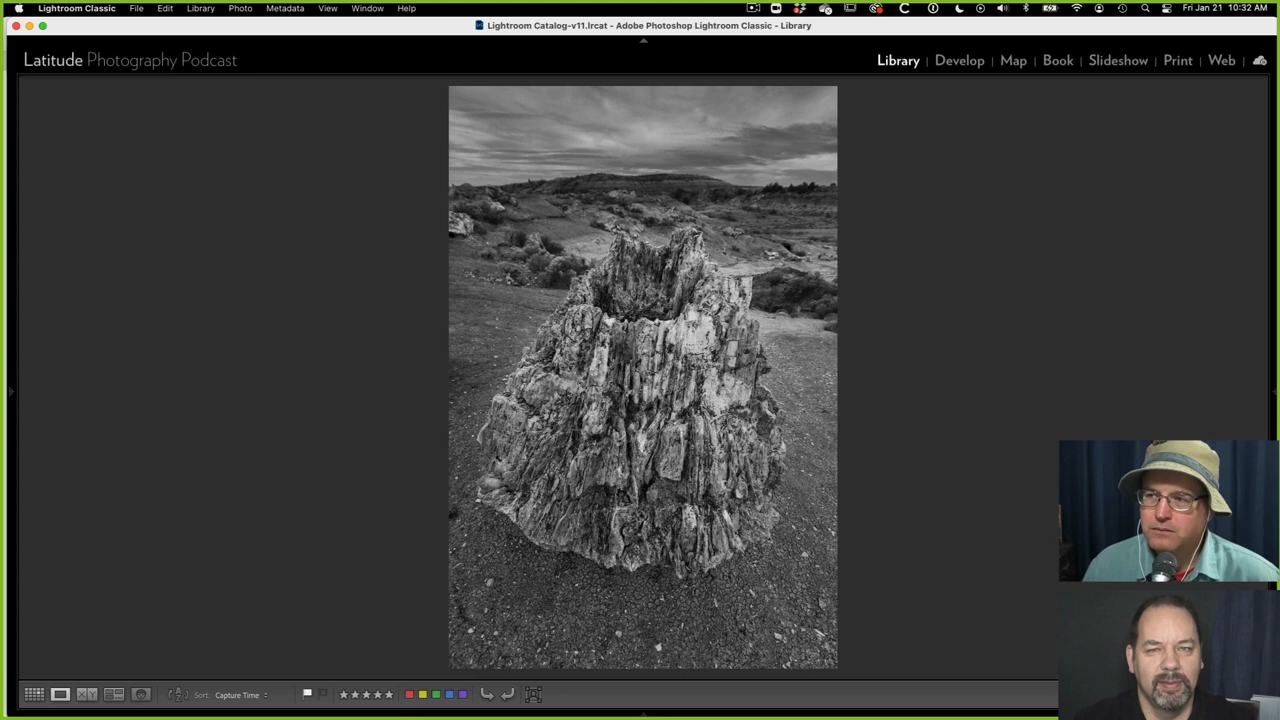 Lightroom Classic File Edit Library Photo Metadata View Window Help Fri Jan 21 10:32 AM
Lightroom Catalog-v11.lrcat - Adobe Photoshop Lightroom Classic - Library
Latitude Photography Podcast
Library | Develop | Map | Book | Slideshow | Print | Web
Sort: Capture Time